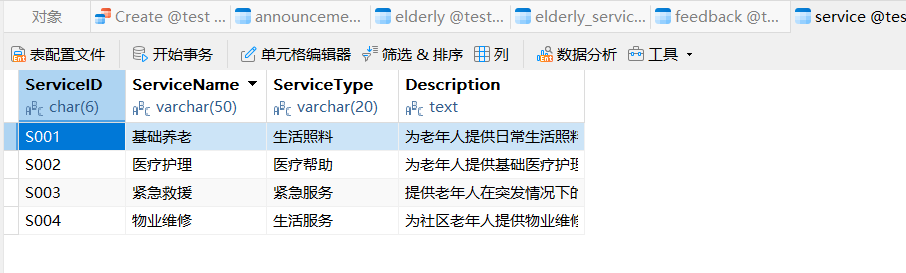 对象 Create @test ... announceme... elderly @test... elderly_servic... feedback @t... service @tes
表配置文件 开始事务 单元格编辑器 筛选 & 排序 列 数据分析 工具
ServiceID ServiceName ServiceType Description
ABC char(6) ABC varchar(50) ABC varchar(20) ABC text
S001 基础养老 生活照料 为老年人提供日常生活照料
S002 医疗护理 医疗帮助 为老年人提供基础医疗护理
S003 紧急救援 紧急服务 提供老年人在突发情况下的
S004 物业维修 生活服务 为社区老年人提供物业维修